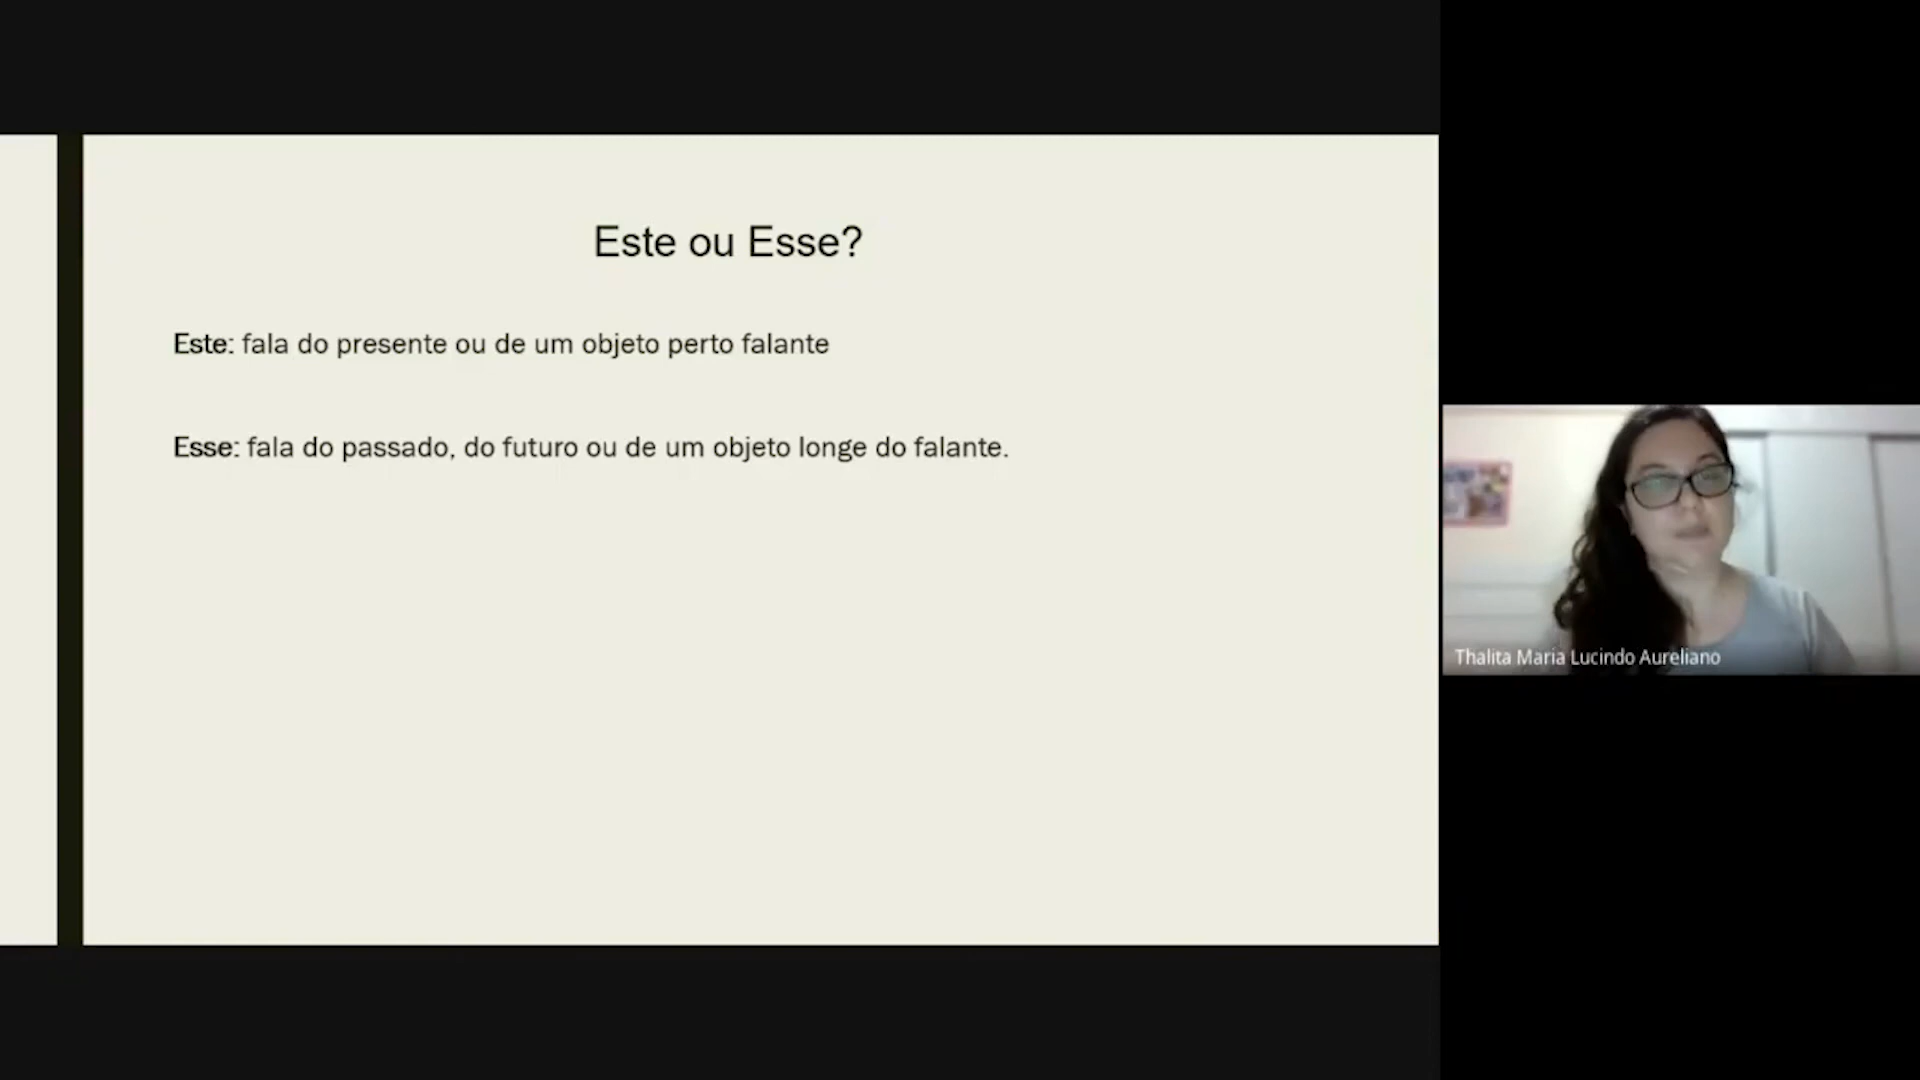 Este ou Esse?
Este: fala do presente ou de um objeto perto falante
Esse: fala do passado, do futuro ou de um objeto longe do falante.
Thalita Maria Lucindo Aureliano